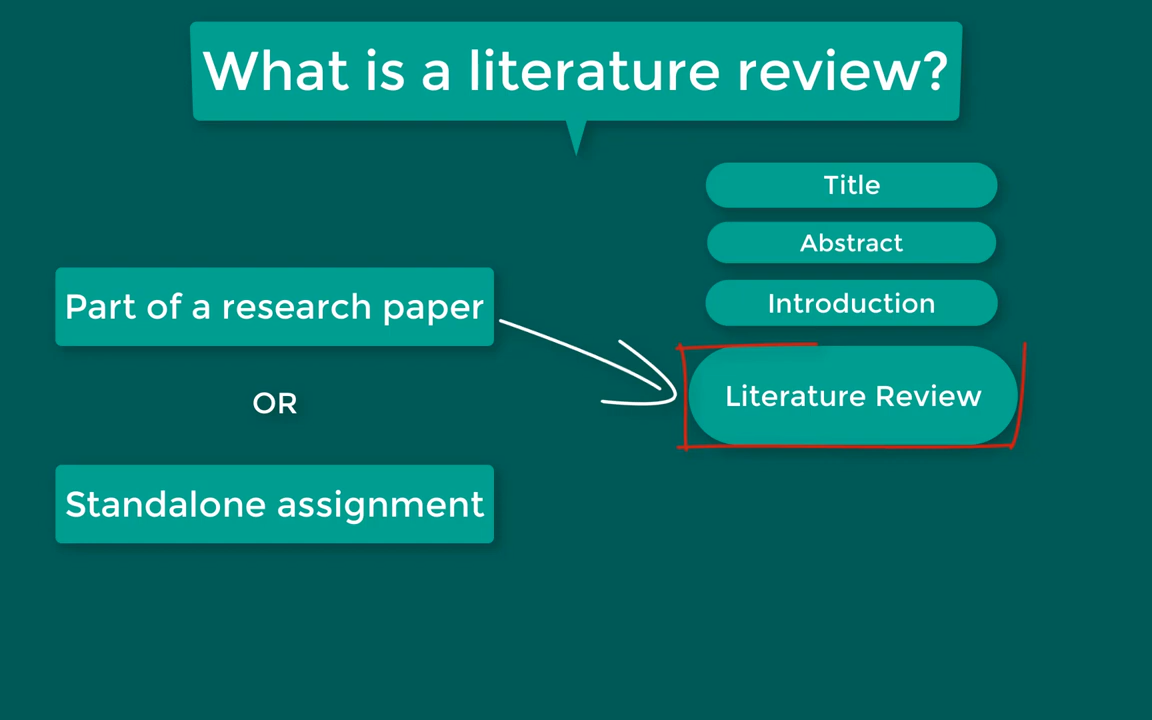 What is a literature review?
Part of a research paper
OR
Standalone assignment
Title
Abstract
Introduction
Literature Review